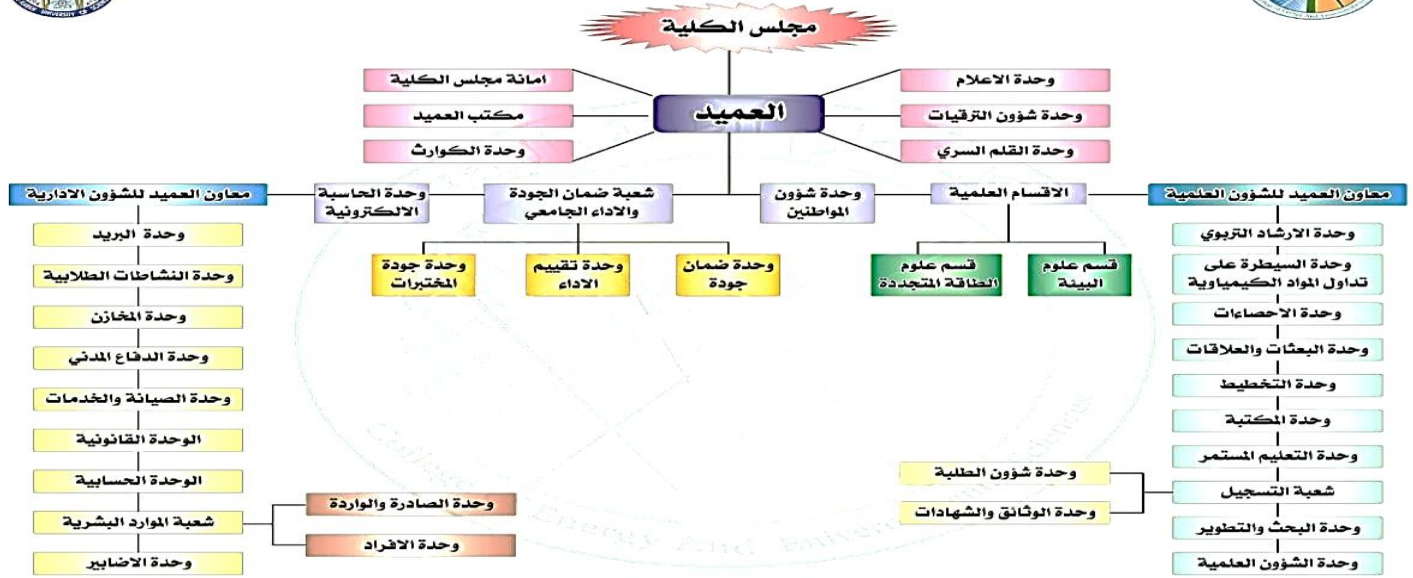 مجلس الكلية
العميد
وحدة الاعلام
وحدة شؤون الترقيات
وحدة القلم السري
امانة مجلس الكلية
مكتب العميد
وحدة الكوارث
معاون العميد للشؤون العلمية
الاقسام العلمية
وحدة شؤون
المواطنين
شعبة ضمان الجودة
والاداء الجامعي
وحدة الحاسبة
الالكترونية
معاون العميد للشؤون الادارية
قسم علوم
البيئة
قسم علوم
الطاقة المتجددة
وحدة ضمان
جودة
وحدة تقييم
الاداء
وحدة جودة
المختبرات
وحدة الارشاد التربوي
وحدة السيطرة على
تداول المواد الكيمياوية
وحدة الاحصاءات
وحدة البعثات والعلاقات
وحدة التخطيط
وحدة المكتبة
وحدة التعليم المستمر
شعبة التسجيل
وحدة البحث والتطوير
وحدة الشؤون العلمية
وحدة شؤون الطلبة
وحدة الوثائق والشهادات
وحدة البريد
وحدة النشاطات الطلابية
وحدة المخازن
وحدة الدفاع المدني
وحدة الصيانة والخدمات
الوحدة القانونية
الوحدة الحسابية
شعبة الموارد البشرية
وحدة الاضابير
وحدة الصادرة والواردة
وحدة الافراد